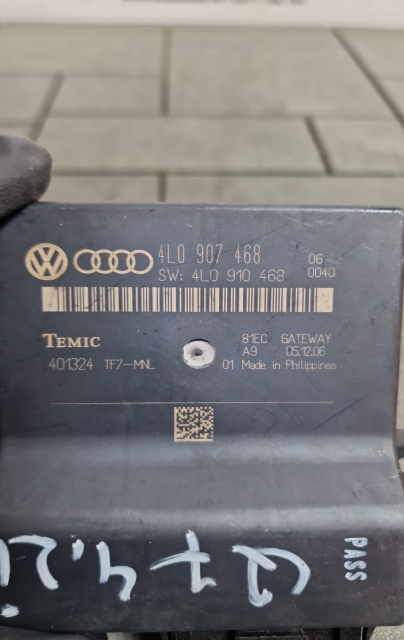 4L0 907 468 06
SW: 4L0 910 468 0040
TEMIC 81EC GATEWAY
A9 05.12.06
401324 TF7-MNL 01 Made in Philippines
PASS
Q7 4,2